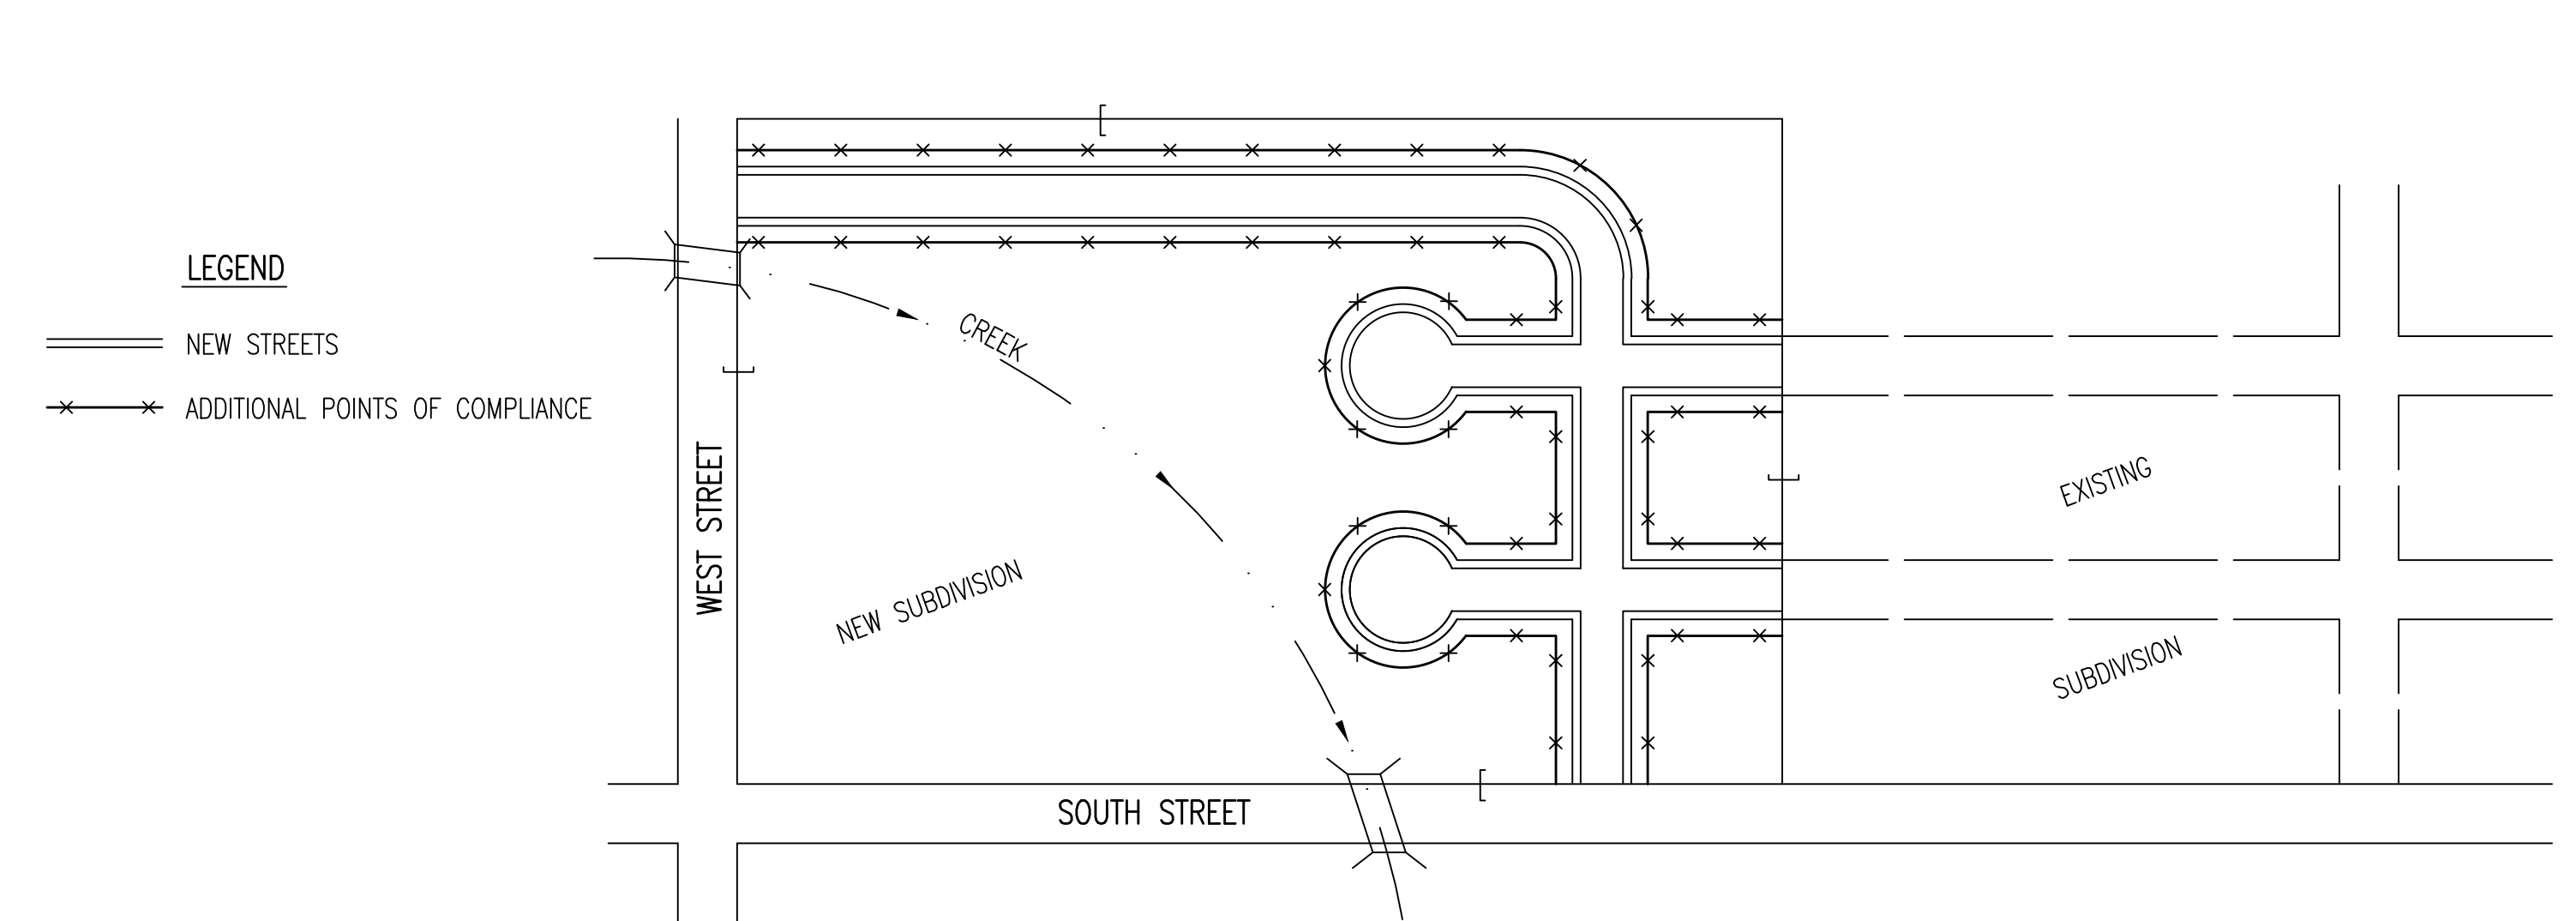 LEGEND
NEW STREETS
ADDITIONAL POINTS OF COMPLIANCE
WEST STREET
CREEK
NEW SUBDIVISION
SOUTH STREET
EXISTING
SUBDIVISION